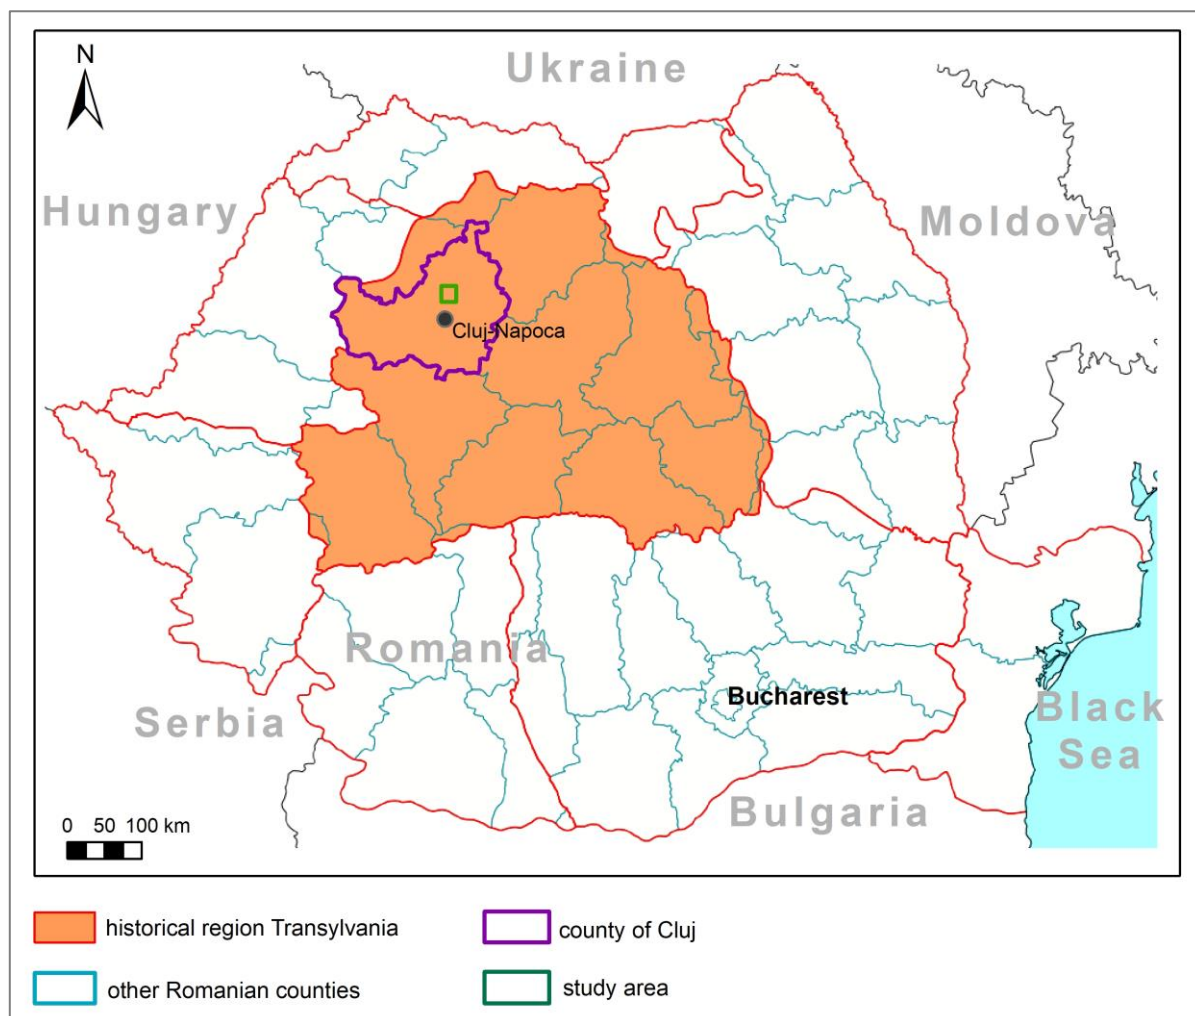 N
Ukraine
Hungary
Moldova
Cluj-Napoca
Romania
Bucharest
Serbia
Black
Sea
Bulgaria
0 50 100 km
historical region Transylvania
county of Cluj
other Romanian counties
study area